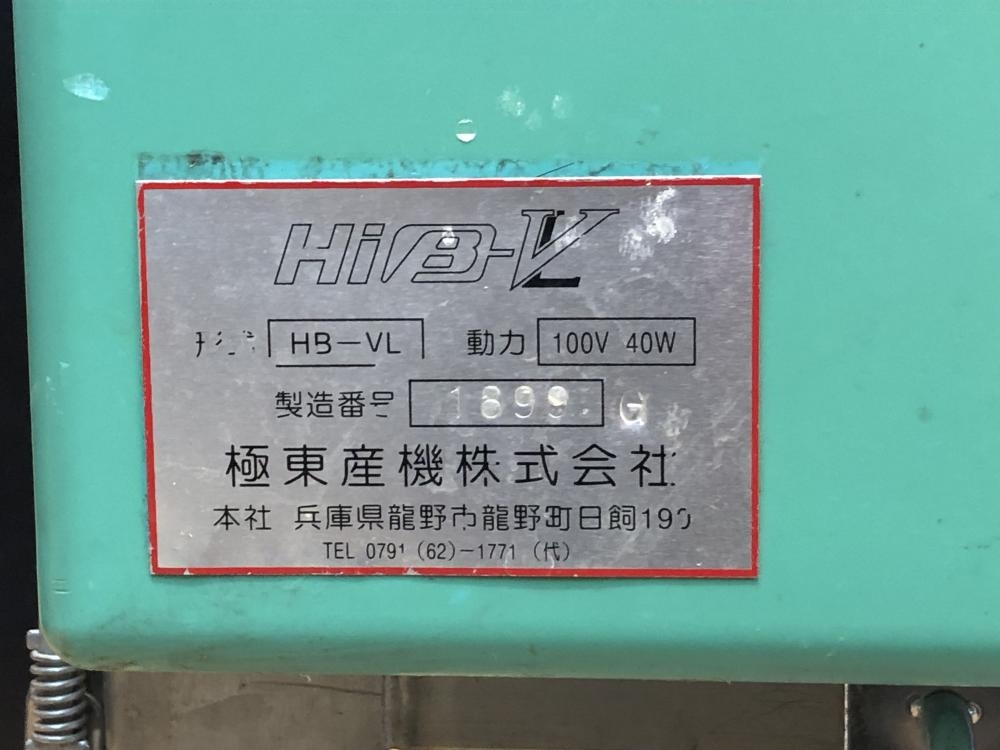 HiB-VL
形式 HB-VL 動力 100V 40W
製造番号 1899 G
極東産機株式会社
本社 兵庫県龍野市龍野町日飼190
TEL 0791 (62)-1771 (代)